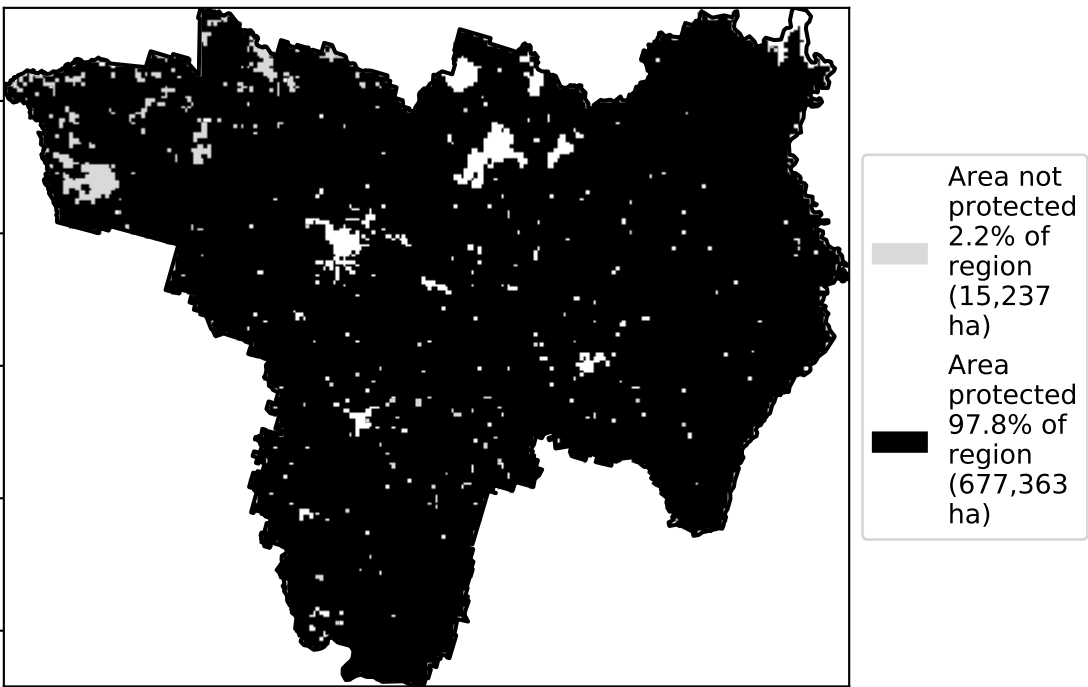 Area not
protected
2.2% of
region
(15,237
ha)
Area
protected
97.8% of
region
(677,363
ha)